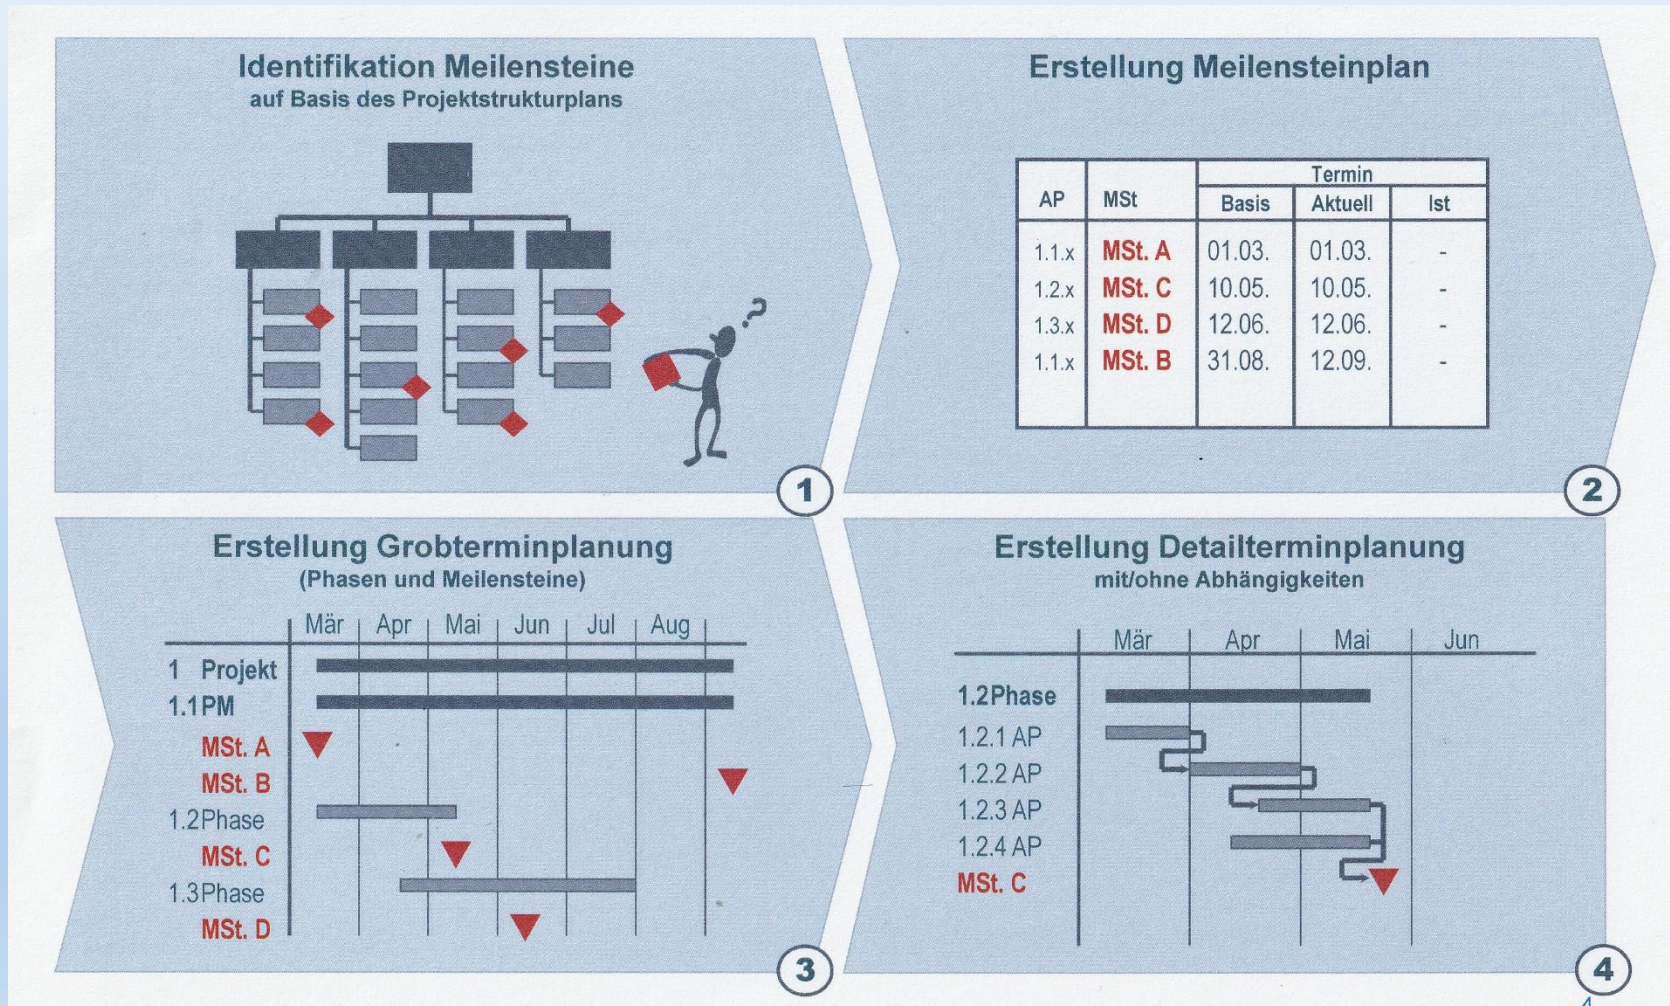 Identifikation Meilensteine
auf Basis des Projektstrukturplans
?
1
Erstellung Meilensteinplan
AP MSt Termin
Basis Aktuell Ist
1.1.x MSt. A 01.03. 01.03. -
1.2.x MSt. C 10.05. 10.05. -
1.3.x MSt. D 12.06. 12.06. -
1.1.x MSt. B 31.08. 12.09. -
2
Erstellung Grobterminplanung
(Phasen und Meilensteine)
Mär Apr Mai Jun Jul Aug
1 Projekt
1.1 PM
MSt. A
MSt. B
1.2 Phase
MSt. C
1.3 Phase
MSt. D
3
Erstellung Detailterminplanung
mit/ohne Abhängigkeiten
Mär Apr Mai Jun
1.2 Phase
1.2.1 AP
1.2.2 AP
1.2.3 AP
1.2.4 AP
MSt. C
4
4